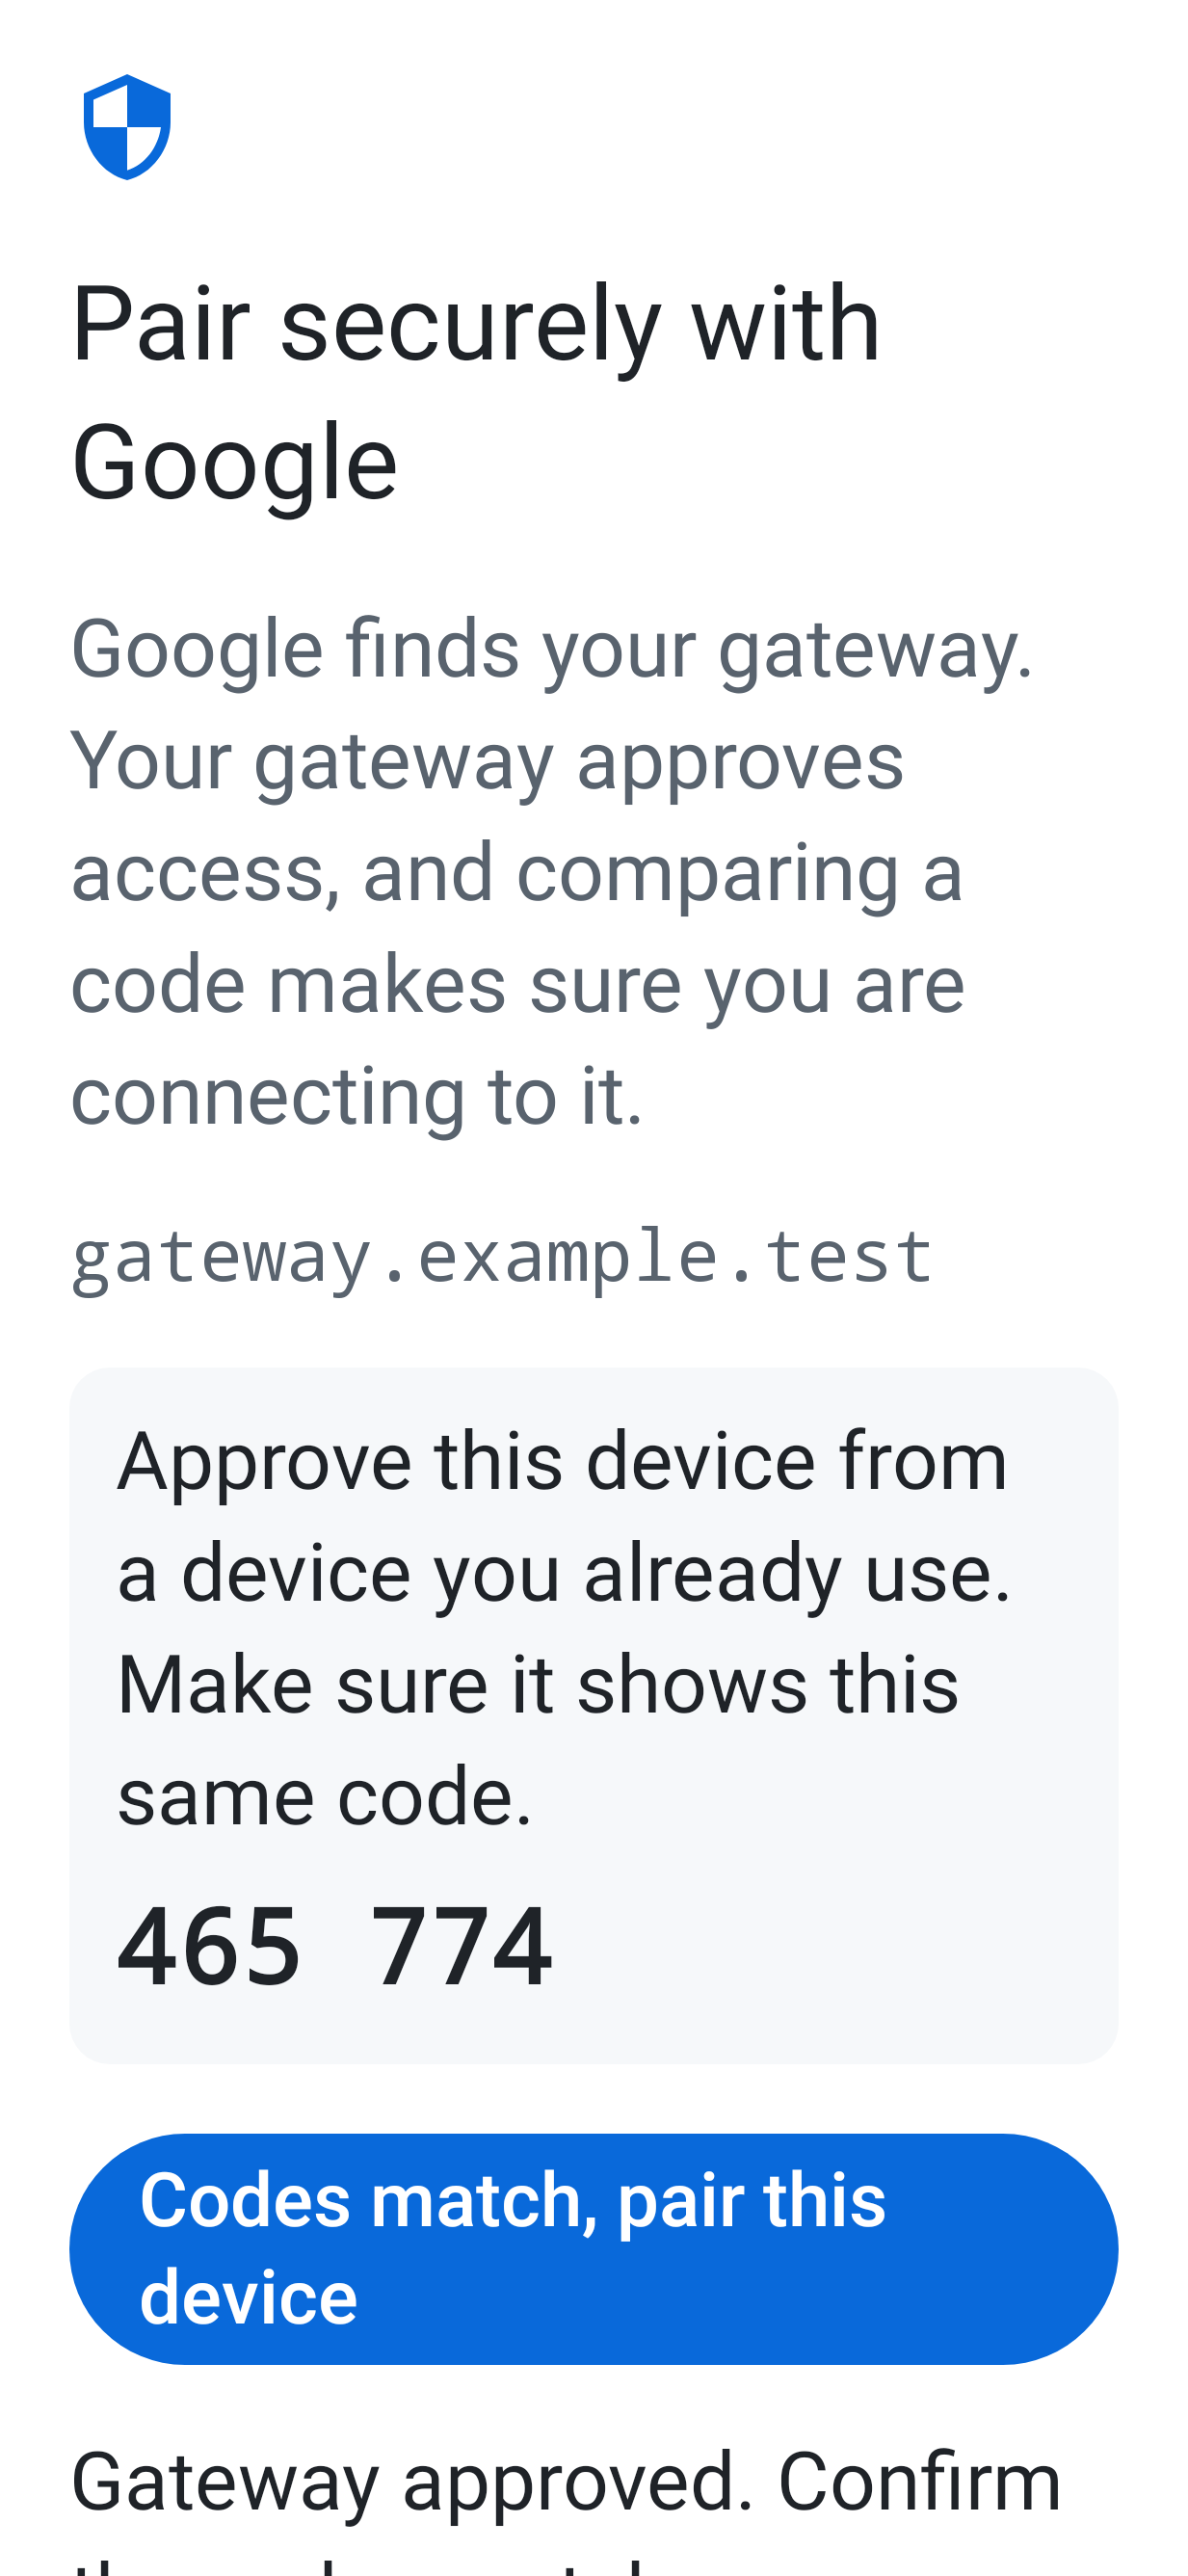 Pair securely with
Google
Google finds your gateway.
Your gateway approves
access, and comparing a
code makes sure you are
connecting to it.
gateway.example.test
Approve this device from
a device you already use.
Make sure it shows this
same code.
465 774
Codes match, pair this
device
Gateway approved. Confirm